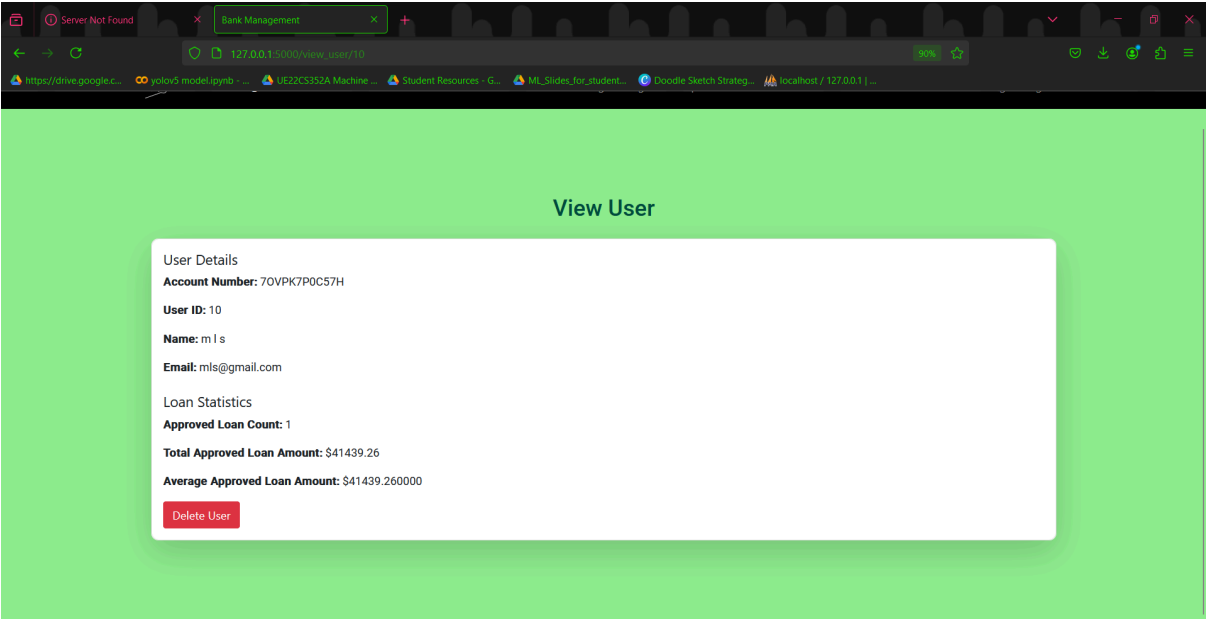 Server Not Found
Bank Management
127.0.0.1:5000/view_user/10
90%
https://drive.google.c...
yolov5 model.ipynb - ...
UE22CS352A Machine ...
Student Resources - G...
ML_Slides_for_student...
Doodle Sketch Strateg...
localhost / 127.0.0.1 | ...
View User
User Details
Account Number: 7OVPK7P0C57H
User ID: 10
Name: m l s
Email: mls@gmail.com
Loan Statistics
Approved Loan Count: 1
Total Approved Loan Amount: $41439.26
Average Approved Loan Amount: $41439.260000
Delete User